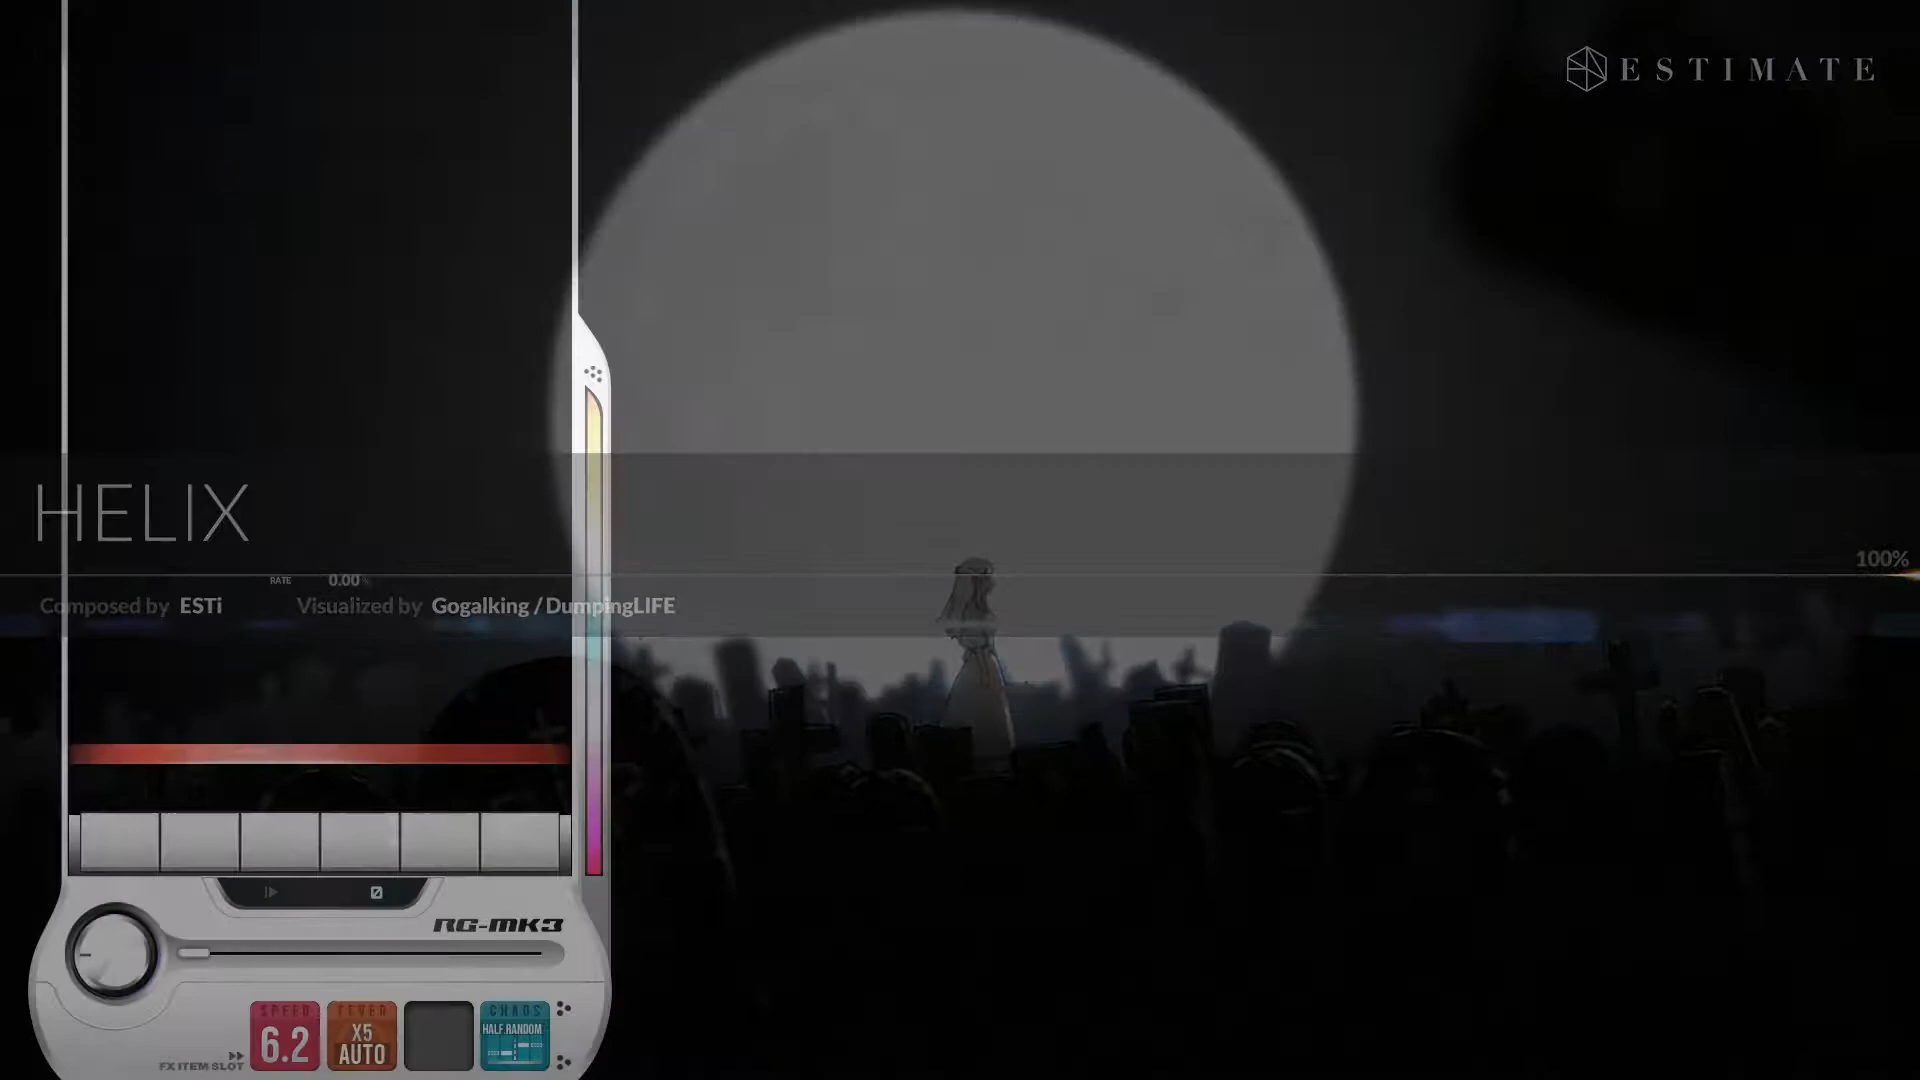 ESTIMATE
HELIX
100%
RATE 0.00%
Composed by ESTi Visualized by Gogalking / DumpingLIFE
0
RG-MK3
SPEED
6.2
FEVER
X5
AUTO
CHAOS
HALF RANDOM
FX ITEM SLOT